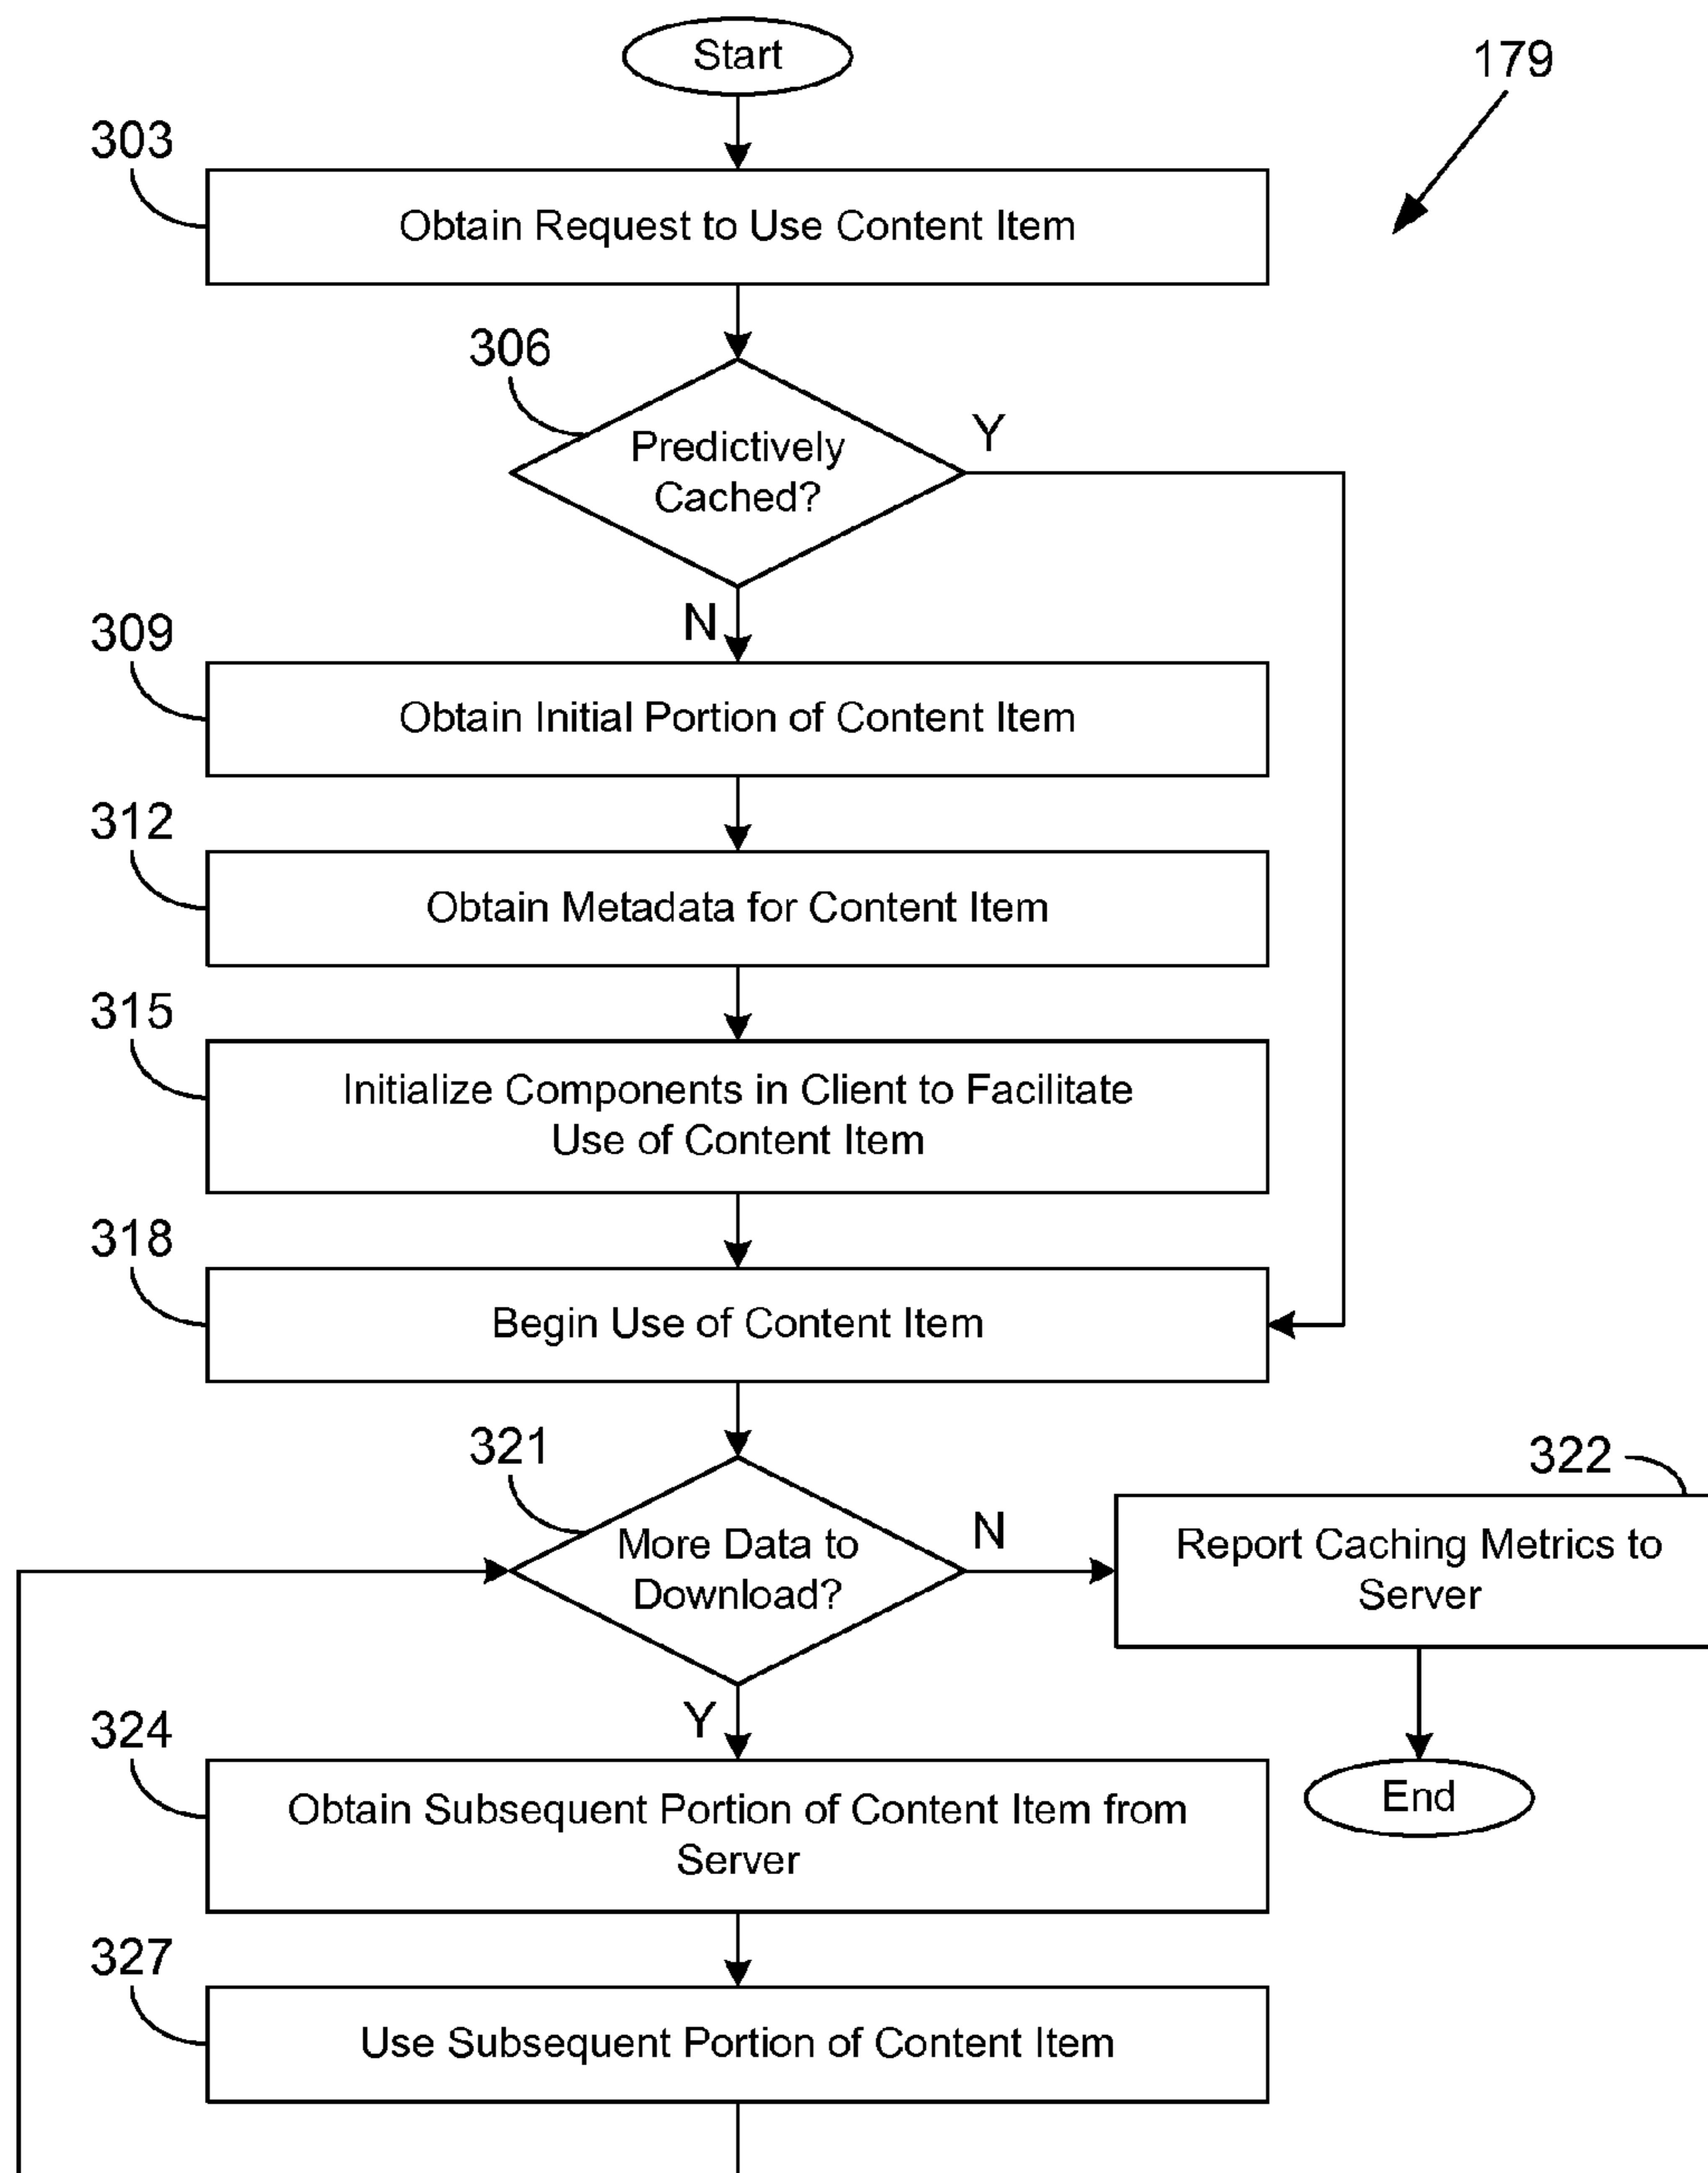 Start
179
303
Obtain Request to Use Content Item
306
Predictively
Cached?
Y
N
309
Obtain Initial Portion of Content Item
312
Obtain Metadata for Content Item
315
Initialize Components in Client to Facilitate
Use of Content Item
318
Begin Use of Content Item
321
More Data to
Download?
N
322
Report Caching Metrics to
Server
Y
324
Obtain Subsequent Portion of Content Item from
Server
End
327
Use Subsequent Portion of Content Item